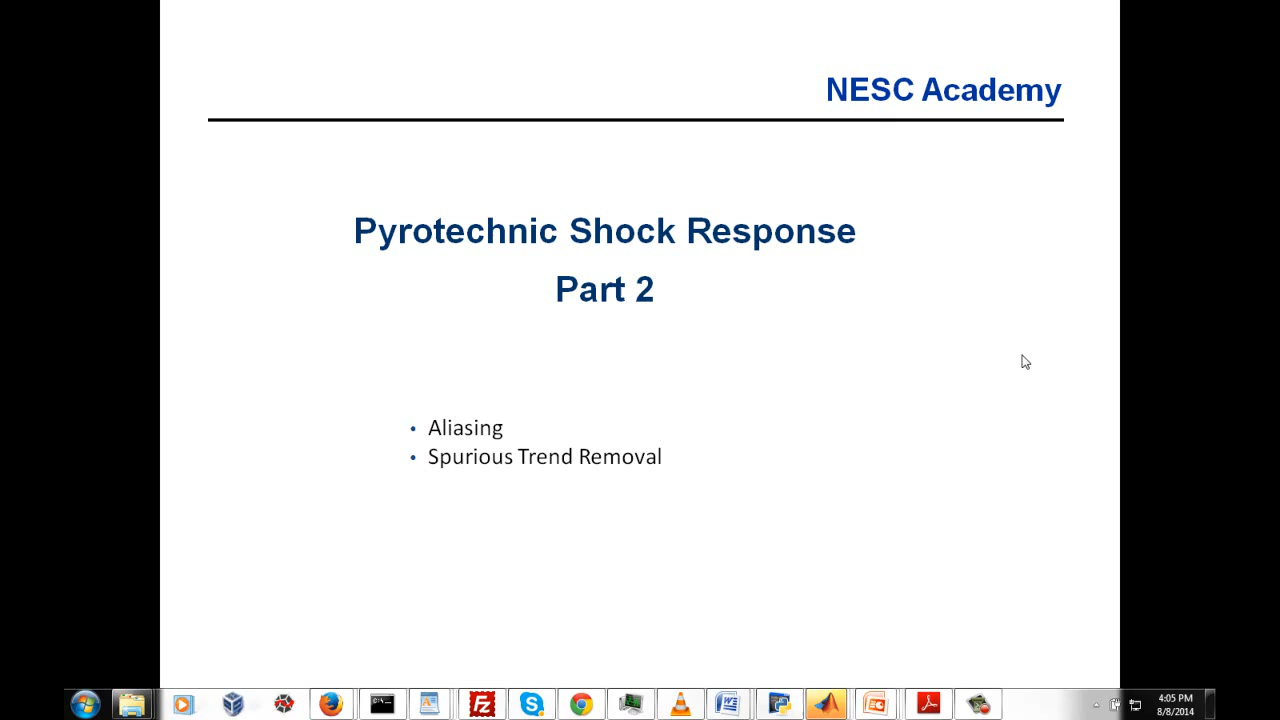 NESC Academy
Pyrotechnic Shock Response
Part 2
• Aliasing
• Spurious Trend Removal
4:05 PM
8/8/2014